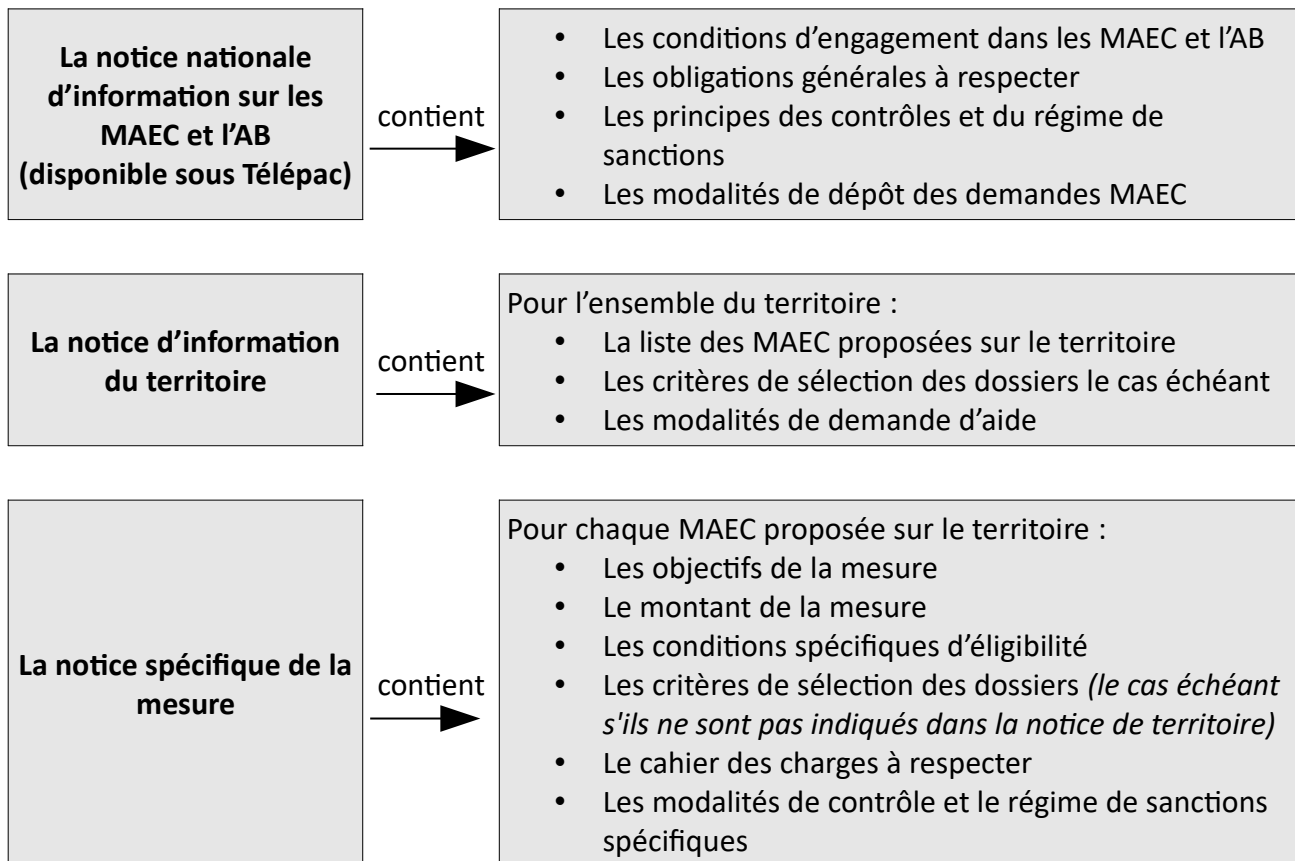 La notice nationale
d’information sur les
MAEC et l’AB
(disponible sous Télépac)
contient
• Les conditions d’engagement dans les MAEC et l’AB
• Les obligations générales à respecter
• Les principes des contrôles et du régime de
sanctions
• Les modalités de dépôt des demandes MAEC
La notice d’information
du territoire
contient
Pour l’ensemble du territoire :
• La liste des MAEC proposées sur le territoire
• Les critères de sélection des dossiers le cas échéant
• Les modalités de demande d’aide
La notice spécifique de la
mesure
contient
Pour chaque MAEC proposée sur le territoire :
• Les objectifs de la mesure
• Le montant de la mesure
• Les conditions spécifiques d’éligibilité
• Les critères de sélection des dossiers (le cas échéant
s'ils ne sont pas indiqués dans la notice de territoire)
• Le cahier des charges à respecter
• Les modalités de contrôle et le régime de sanctions
spécifiques